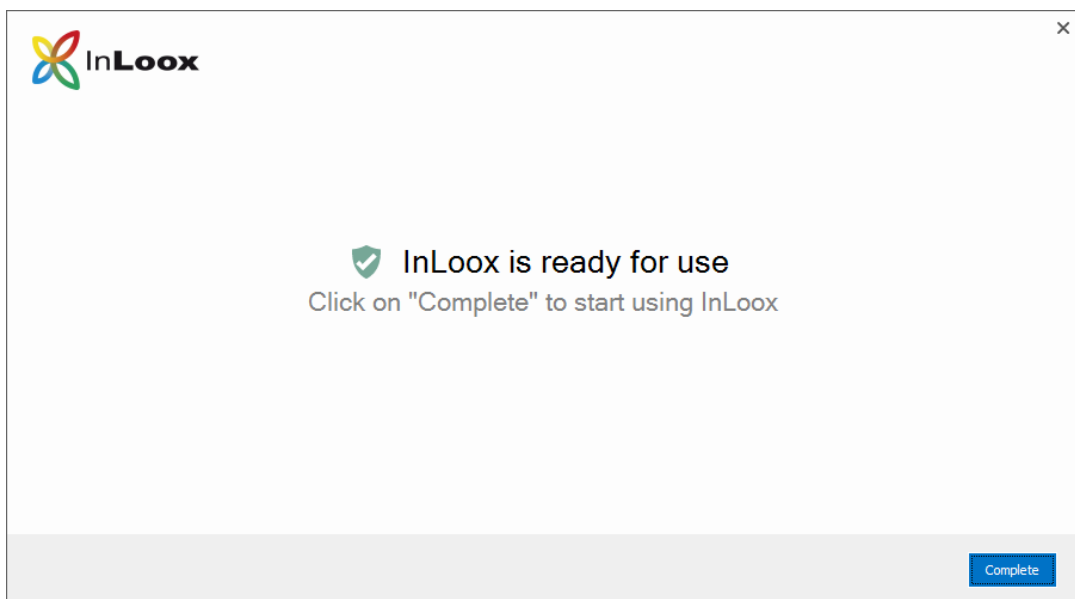 InLoox
InLoox is ready for use
Click on "Complete" to start using InLoox
Complete